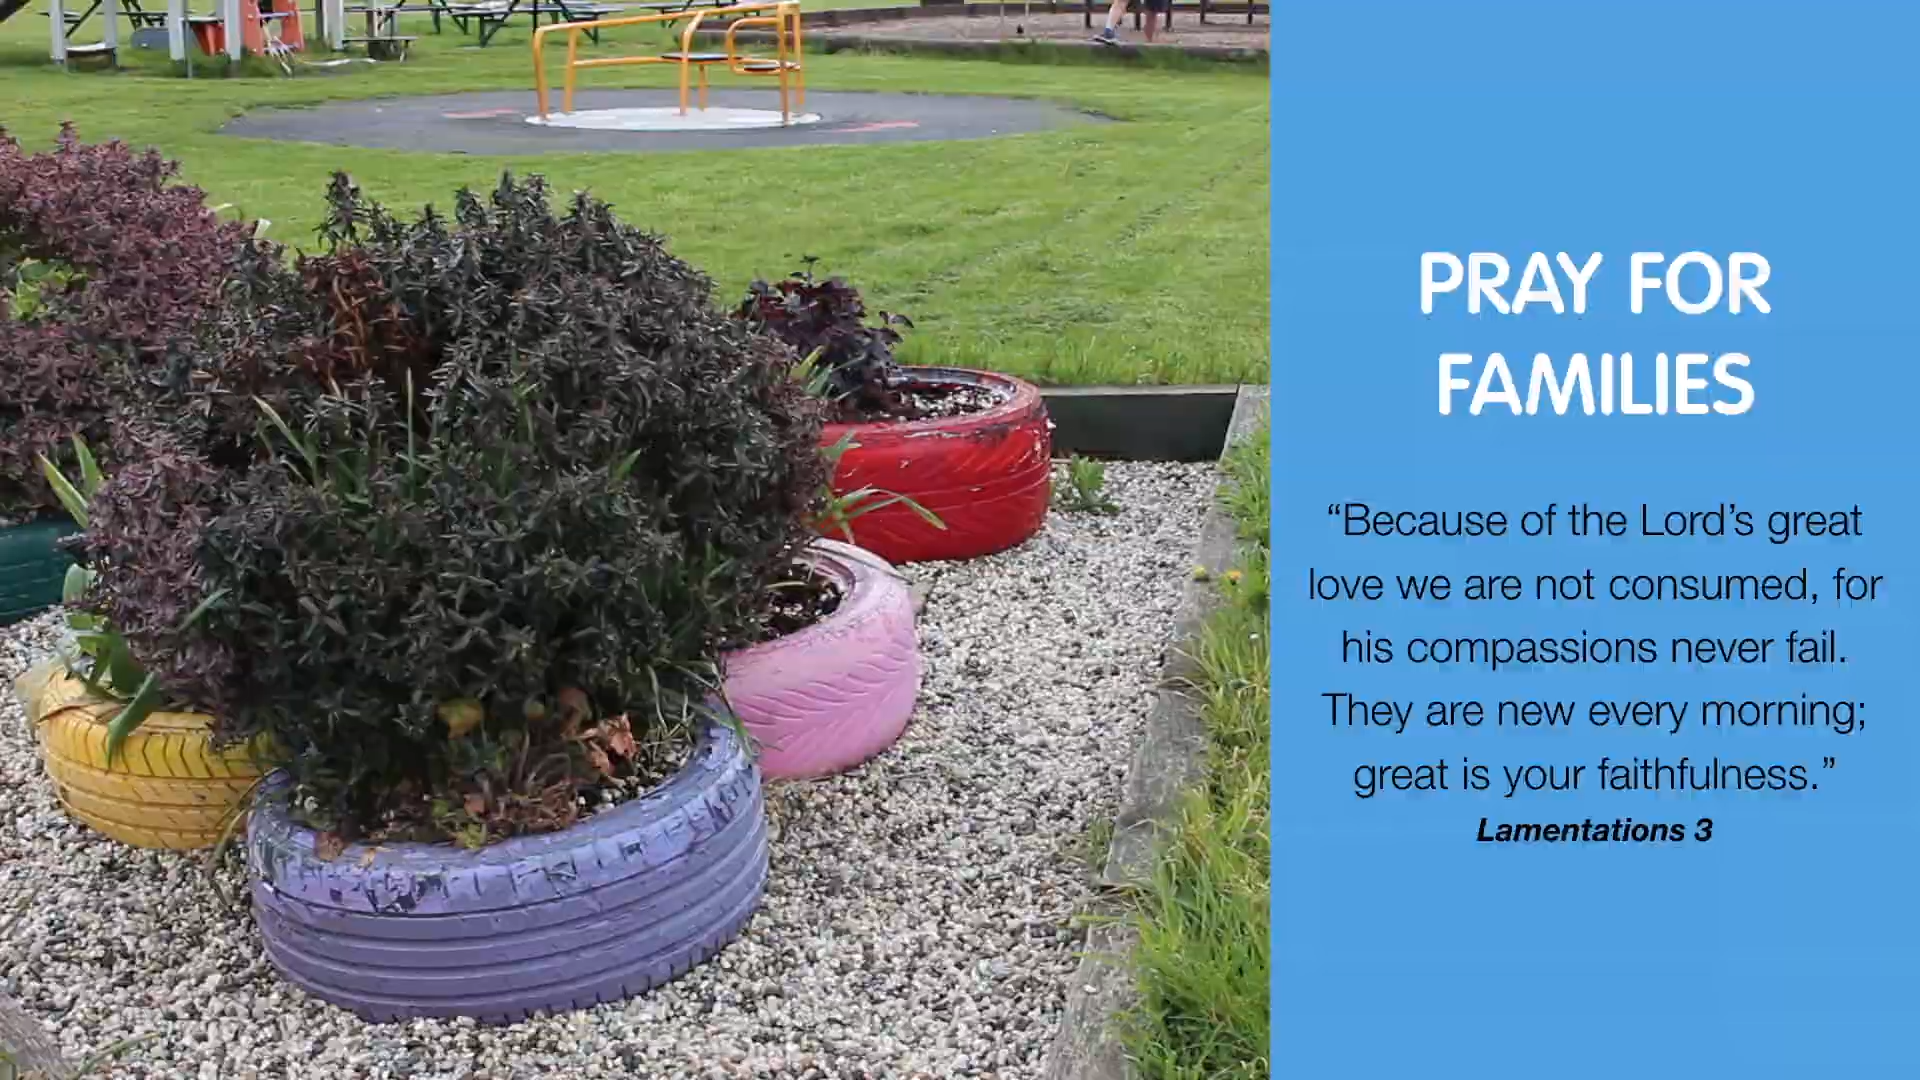 PRAY FOR
FAMILIES
“Because of the Lord’s great
love we are not consumed, for
his compassions never fail.
They are new every morning;
great is your faithfulness.”
Lamentations 3